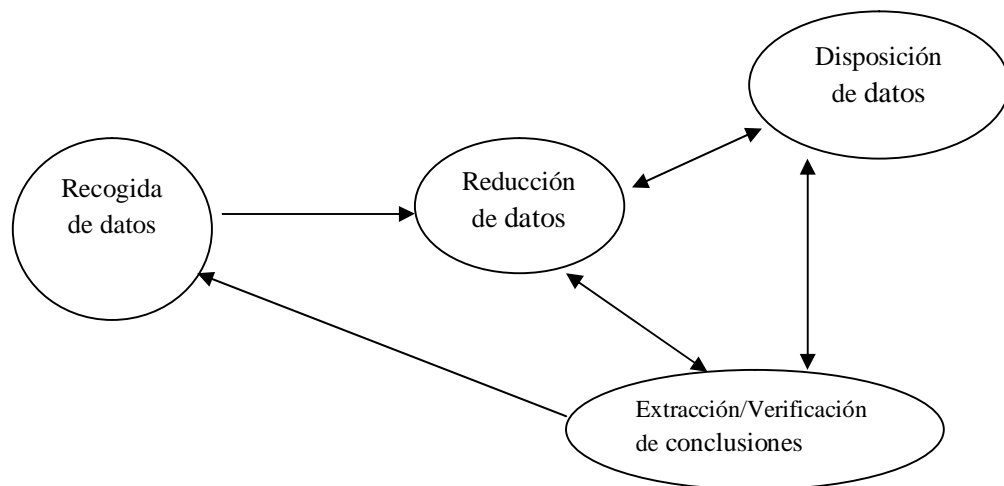 Disposición
de datos
Recogida
de datos
Reducción
de datos
Extracción/Verificación
de conclusiones